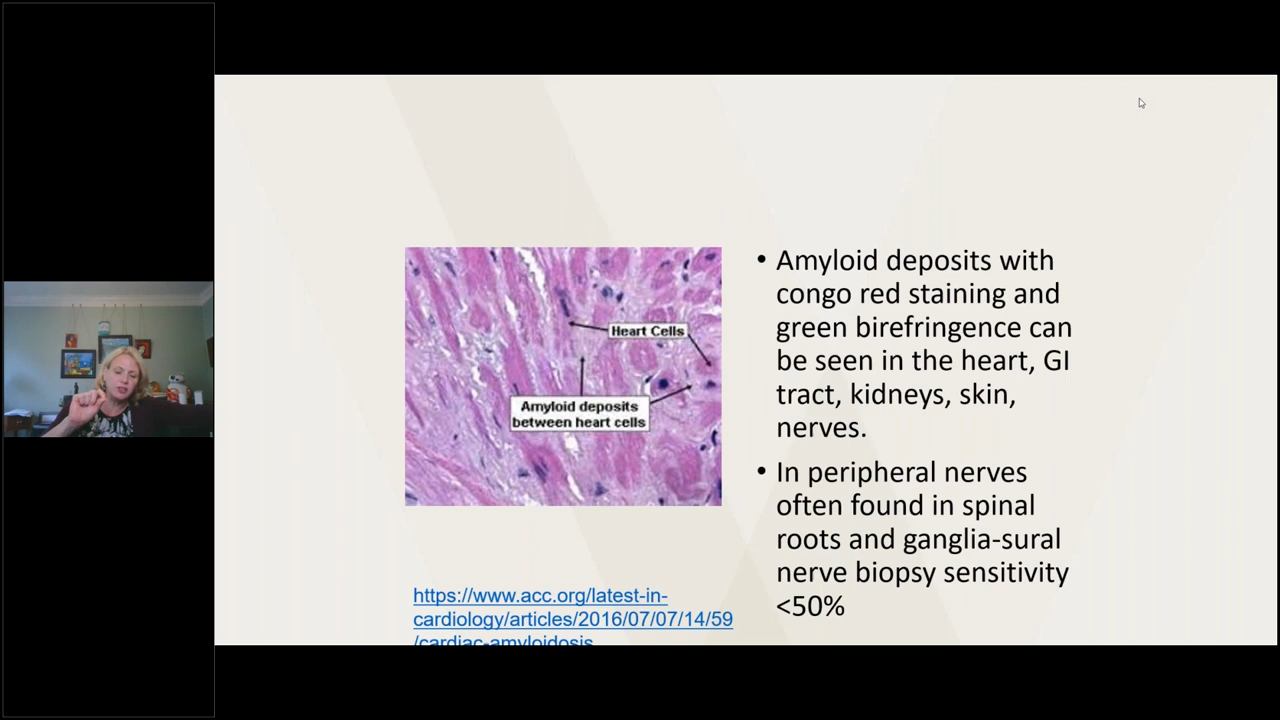 Heart Cells
Amyloid deposits
between heart cells
https://www.acc.org/latest-in-
cardiology/articles/2016/07/07/14/59
/cardiac-amyloidosis
• Amyloid deposits with
congo red staining and
green birefringence can
be seen in the heart, GI
tract, kidneys, skin,
nerves.
• In peripheral nerves
often found in spinal
roots and ganglia-sural
nerve biopsy sensitivity
<50%